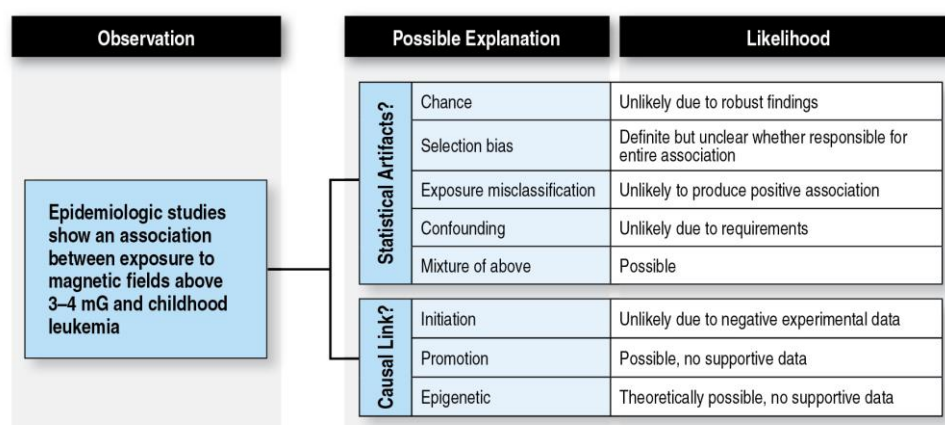 Observation
Possible Explanation
Likelihood
Epidemiologic studies
show an association
between exposure to
magnetic fields above
3–4 mG and childhood
leukemia
Statistical Artifacts?
Chance
Unlikely due to robust findings
Selection bias
Definite but unclear whether responsible for
entire association
Exposure misclassification
Unlikely to produce positive association
Confounding
Unlikely due to requirements
Mixture of above
Possible
Causal Link?
Initiation
Unlikely due to negative experimental data
Promotion
Possible, no supportive data
Epigenetic
Theoretically possible, no supportive data